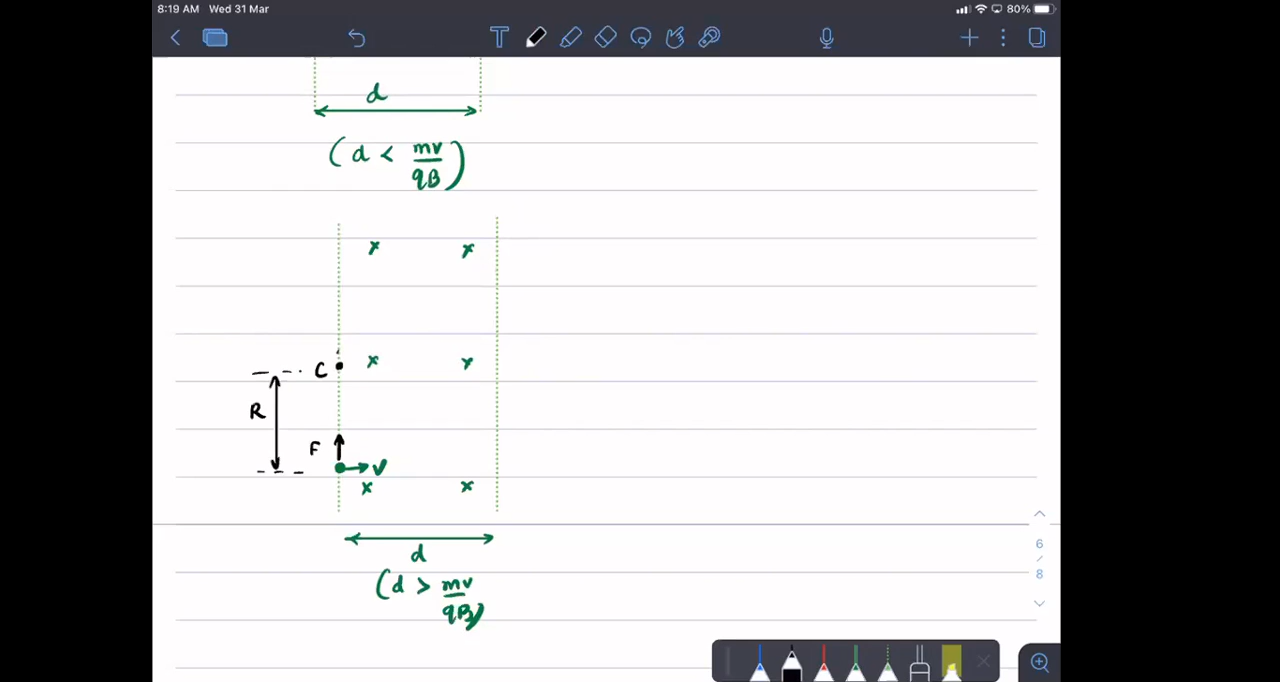 8:19 AM Wed 31 Mar
80%
T
d
(d < mv/qB)
x x
C x x
R
F
v
x x
d
(d > mv/qB)
6
/
8